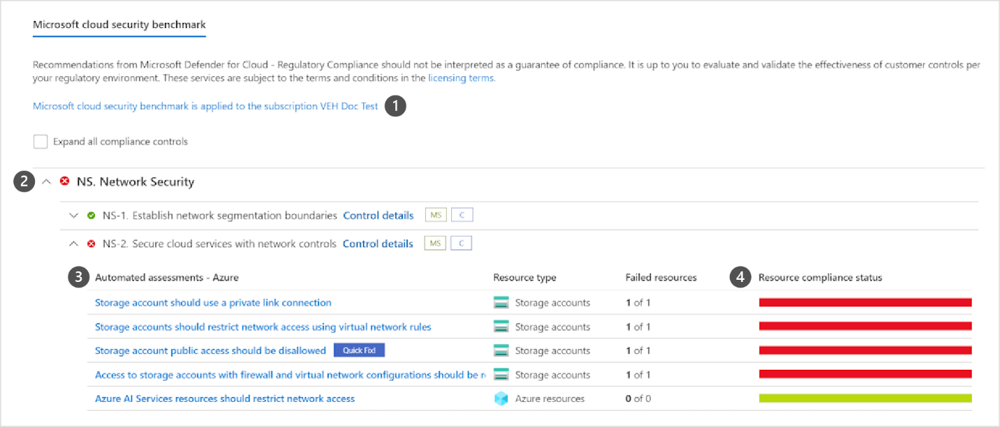 Microsoft cloud security benchmark
Recommendations from Microsoft Defender for Cloud - Regulatory Compliance should not be interpreted as a guarantee of compliance. It is up to you to evaluate and validate the effectiveness of customer controls per
your regulatory environment. These services are subject to the terms and conditions in the licensing terms.
Microsoft cloud security benchmark is applied to the subscription VEH Doc Test 1
Expand all compliance controls
2 NS. Network Security
NS-1. Establish network segmentation boundaries Control details MS C
NS-2. Secure cloud services with network controls Control details MS C
3 Automated assessments - Azure Resource type Failed resources 4 Resource compliance status
Storage account should use a private link connection Storage accounts 1 of 1
Storage accounts should restrict network access using virtual network rules Storage accounts 1 of 1
Storage account public access should be disallowed Quick Fix! Storage accounts 1 of 1
Access to storage accounts with firewall and virtual network configurations should be Storage accounts 1 of 1
Azure AI Services resources should restrict network access Azure resources 0 of 0